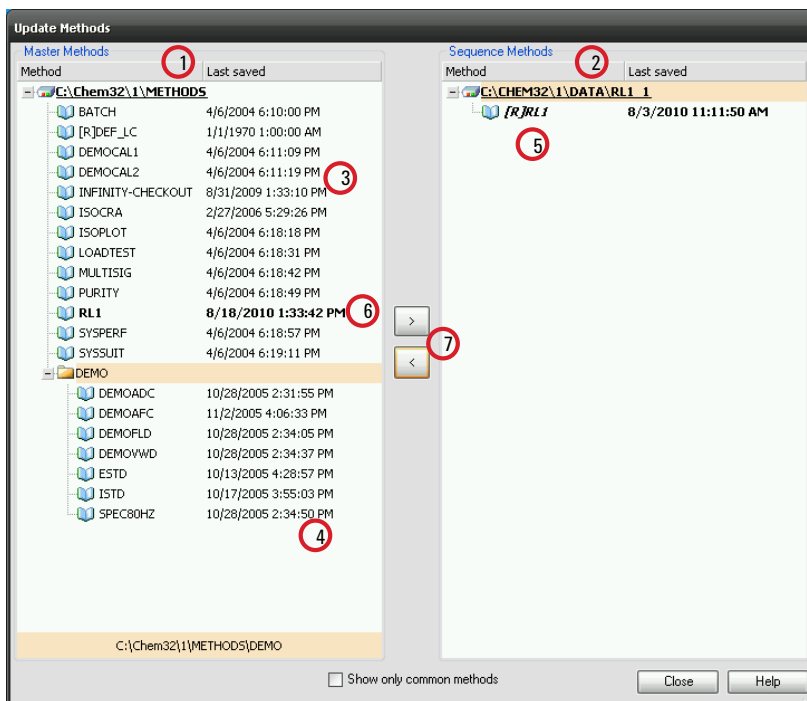 Update Methods
Master Methods
1
Method Last saved
C:\Chem32\1\METHODS
BATCH 4/6/2004 6:10:00 PM
[R]DEF_LC 1/1/1970 1:00:00 AM
DEMOCAL1 4/6/2004 6:11:09 PM
DEMOCAL2 4/6/2004 6:11:19 PM
3
INFINITY-CHECKOUT 8/31/2009 1:33:10 PM
ISOCRA 2/27/2006 5:29:26 PM
ISOPLOT 4/6/2004 6:18:18 PM
LOADTEST 4/6/2004 6:18:31 PM
MULTISIG 4/6/2004 6:18:42 PM
PURITY 4/6/2004 6:18:49 PM
RL1 8/18/2010 1:33:42 PM 6
SYSPERF 4/6/2004 6:18:57 PM
SYSSUIT 4/6/2004 6:19:11 PM
DEMO
DEMOADC 10/28/2005 2:31:55 PM
DEMOAFC 11/2/2005 4:06:33 PM
DEMOFLD 10/28/2005 2:34:05 PM
DEMOVWD 10/28/2005 2:34:37 PM
ESTD 10/13/2005 4:28:57 PM
ISTD 10/17/2005 3:55:03 PM
SPEC80HZ 10/28/2005 2:34:50 PM
4
C:\Chem32\1\METHODS\DEMO
>
7
<
Sequence Methods
2
Method Last saved
C:\CHEM32\1\DATA\RL1 1
[R]RL1 8/3/2010 11:11:50 AM
5
Show only common methods
Close Help